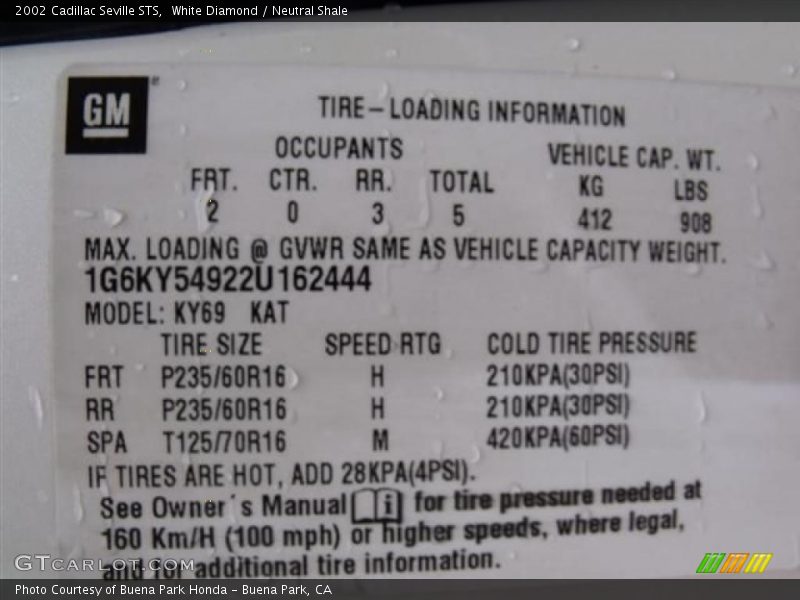 2002 Cadillac Seville STS, White Diamond / Neutral Shale
GM
TIRE-LOADING INFORMATION
OCCUPANTS VEHICLE CAP. WT.
FRT. CTR. RR. TOTAL KG LBS
2 0 3 5 412 908
MAX. LOADING @ GVWR SAME AS VEHICLE CAPACITY WEIGHT.
1G6KY54922U162444
MODEL: KY69 KAT
TIRE SIZE SPEED RTG COLD TIRE PRESSURE
FRT P235/60R16 H 210KPA(30PSI)
RR P235/60R16 H 210KPA(30PSI)
SPA T125/70R16 M 420KPA(60PSI)
IF TIRES ARE HOT, ADD 28KPA(4PSI).
See Owner's Manual i for tire pressure needed at
160 Km/H (100 mph) or higher speeds, where legal,
and for additional tire information.
GTCARLOT.COM
Photo Courtesy of Buena Park Honda - Buena Park, CA